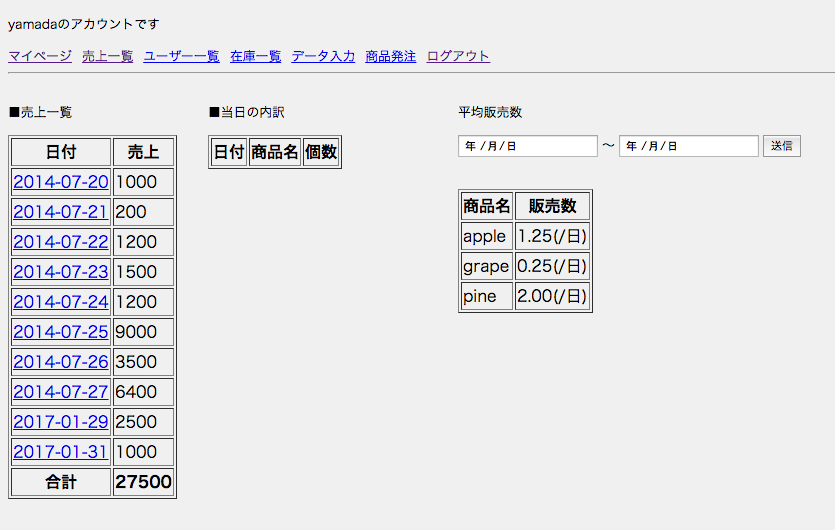 yamadaのアカウントです
マイページ 売上一覧 ユーザー一覧 在庫一覧 データ入力 商品発注 ログアウト
■売上一覧
日付 売上
2014-07-20 1000
2014-07-21 200
2014-07-22 1200
2014-07-23 1500
2014-07-24 1200
2014-07-25 9000
2014-07-26 3500
2014-07-27 6400
2017-01-29 2500
2017-01-31 1000
合計 27500
■当日の内訳
日付 商品名 個数
平均販売数
年 /月/日 〜 年 /月/日 送信
商品名 販売数
apple 1.25(/日)
grape 0.25(/日)
pine 2.00(/日)